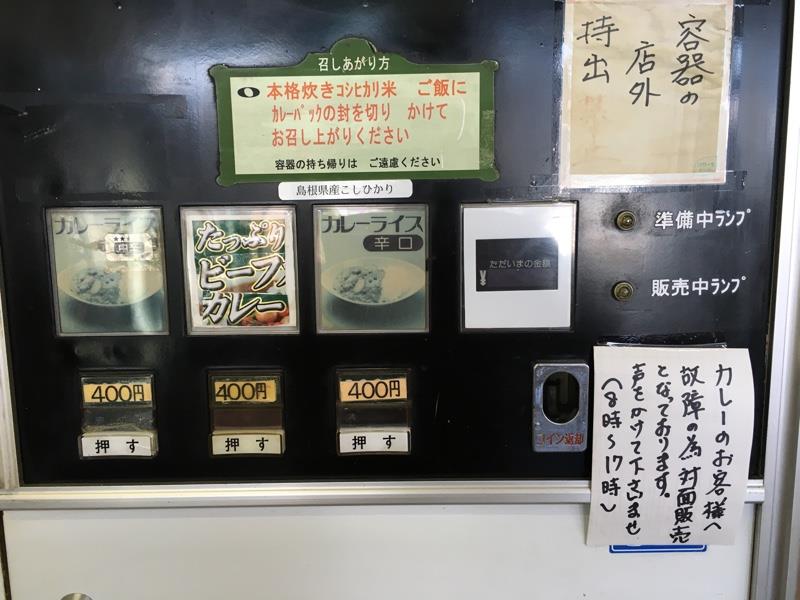 召しあがり方
本格炊きコシヒカリ米 ご飯に
カレーパックの封を切り かけて
お召し上がりください
容器の持ち帰りは ご遠慮ください
島根県産こしひかり
容器の
店外
持出
カレーライス
たっぷり
ビーフ
カレー
カレーライス
辛口
ただいまの金額
準備中ランプ
販売中ランプ
400円
押す
400円
押す
400円
押す
コイン返却
カレーのお客様へ
故障の為対面販売
となっております。
声をかけて下さいませ
(8時~17時)